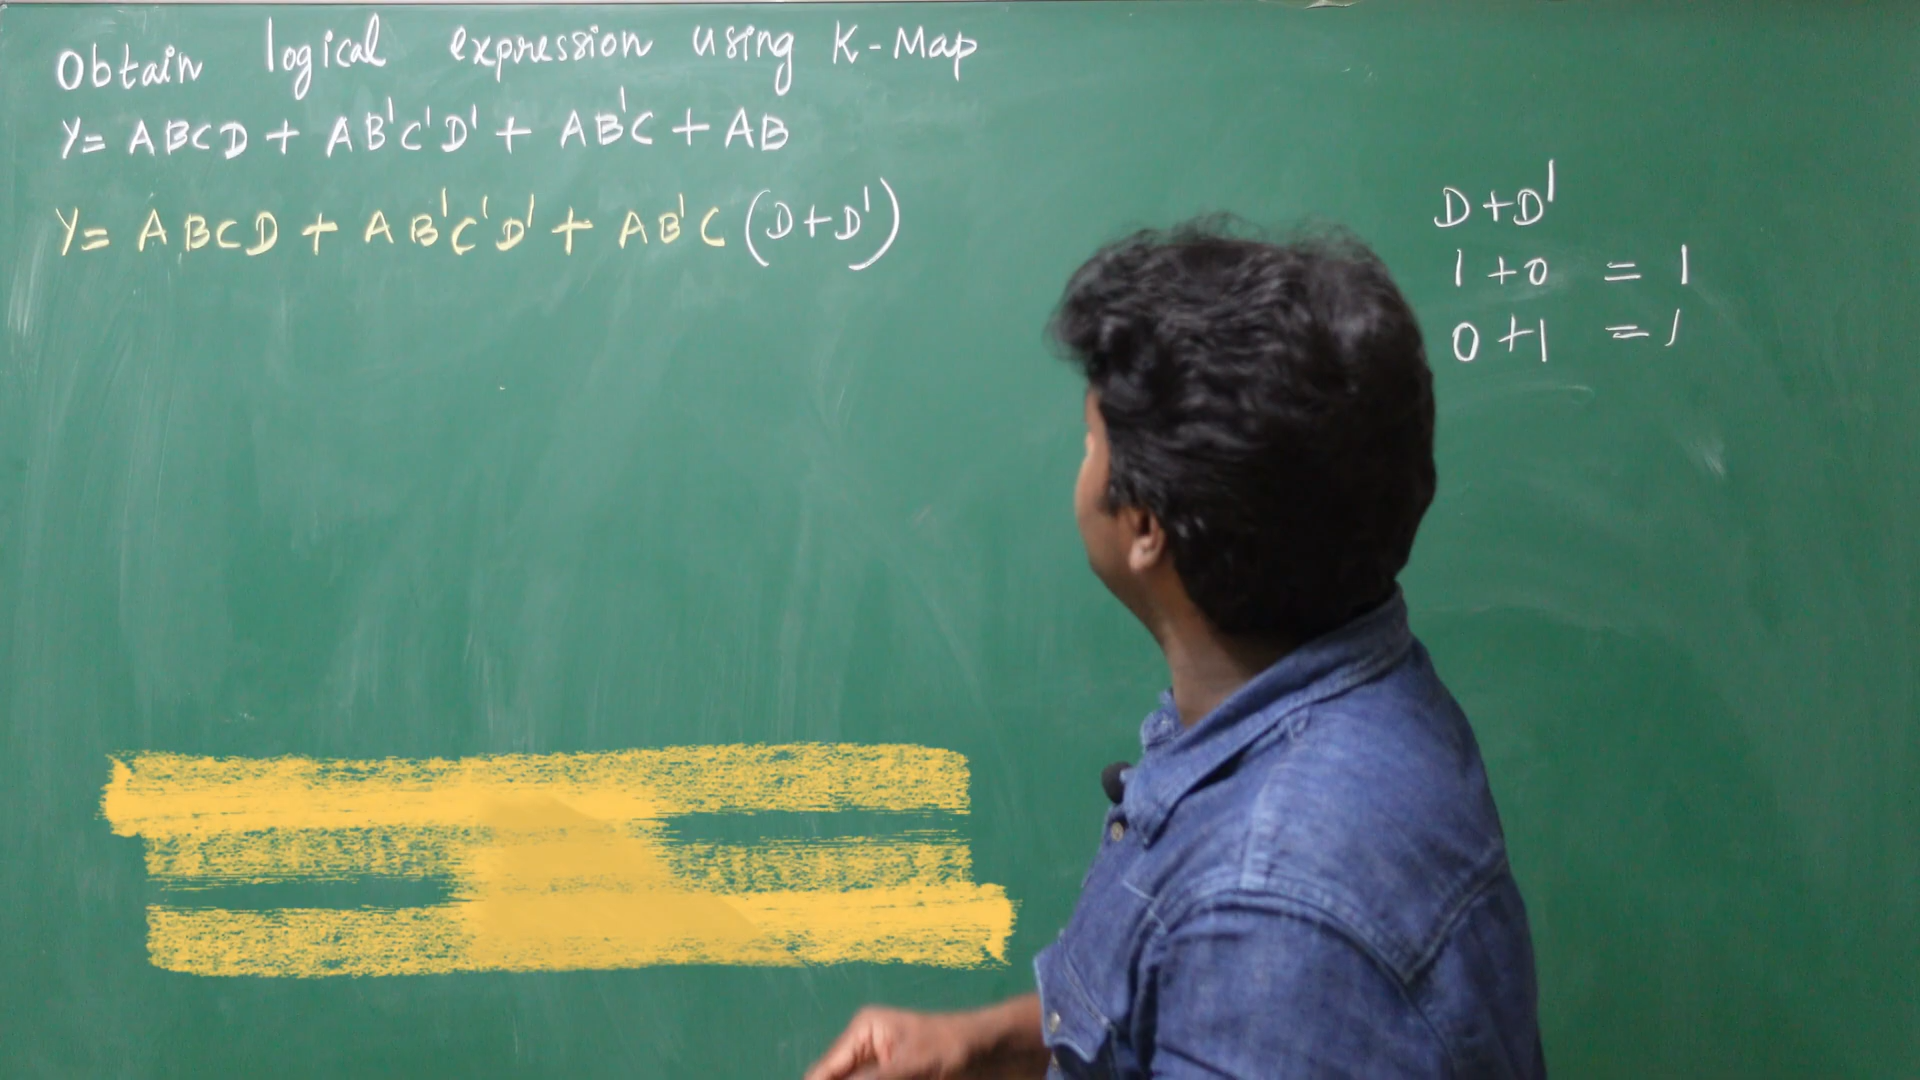 Obtain logical expression using K-Map
Y= ABCD + AB'C'D' + AB'C + AB
Y= ABCD + AB'C'D' + AB'C (D+D')
D+D'
1+0 = 1
0+1 = 1